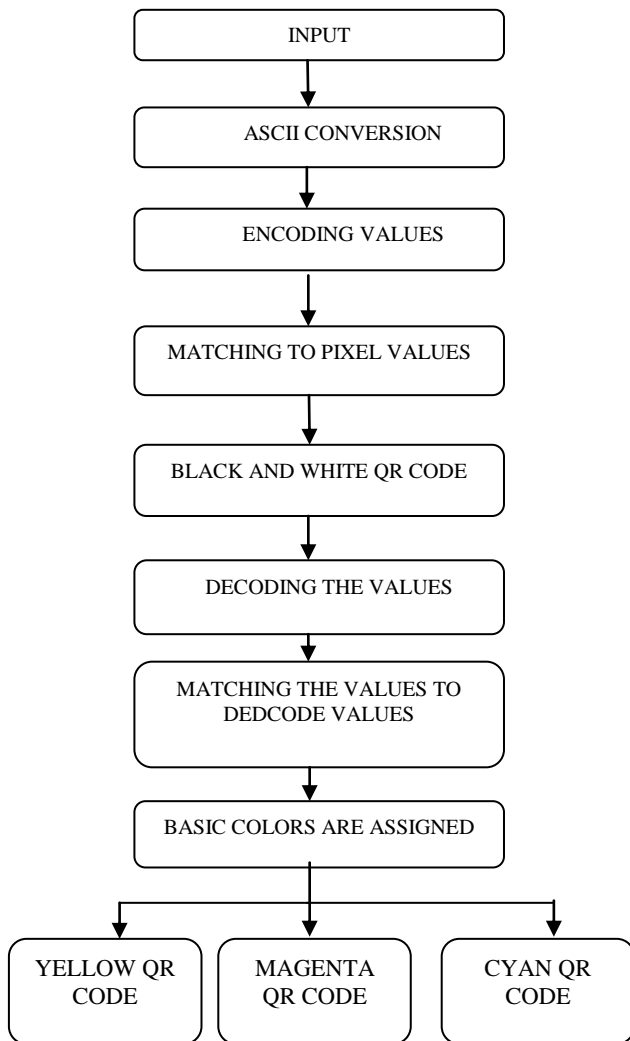 INPUT
ASCII CONVERSION
ENCODING VALUES
MATCHING TO PIXEL VALUES
BLACK AND WHITE QR CODE
DECODING THE VALUES
MATCHING THE VALUES TO
DEDCODE VALUES
BASIC COLORS ARE ASSIGNED
YELLOW QR
CODE
MAGENTA
QR CODE
CYAN QR
CODE